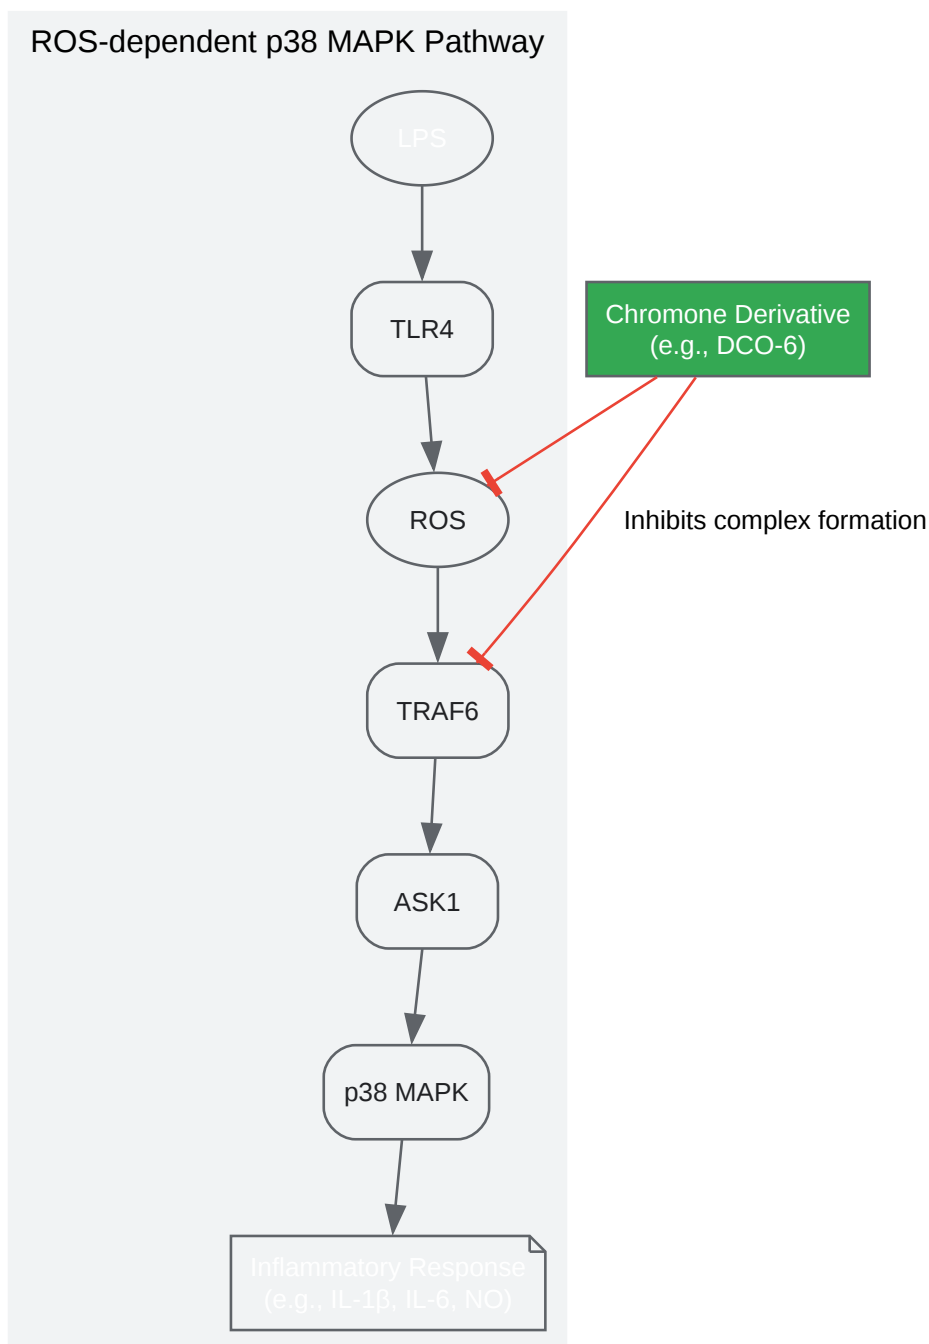 ROS-dependent p38 MAPK Pathway
LPS
TLR4
Chromone Derivative
(e.g., DCO-6)
ROS
Inhibits complex formation
TRAF6
ASK1
p38 MAPK
Inflammatory Response
(e.g., IL-1β, IL-6, NO)